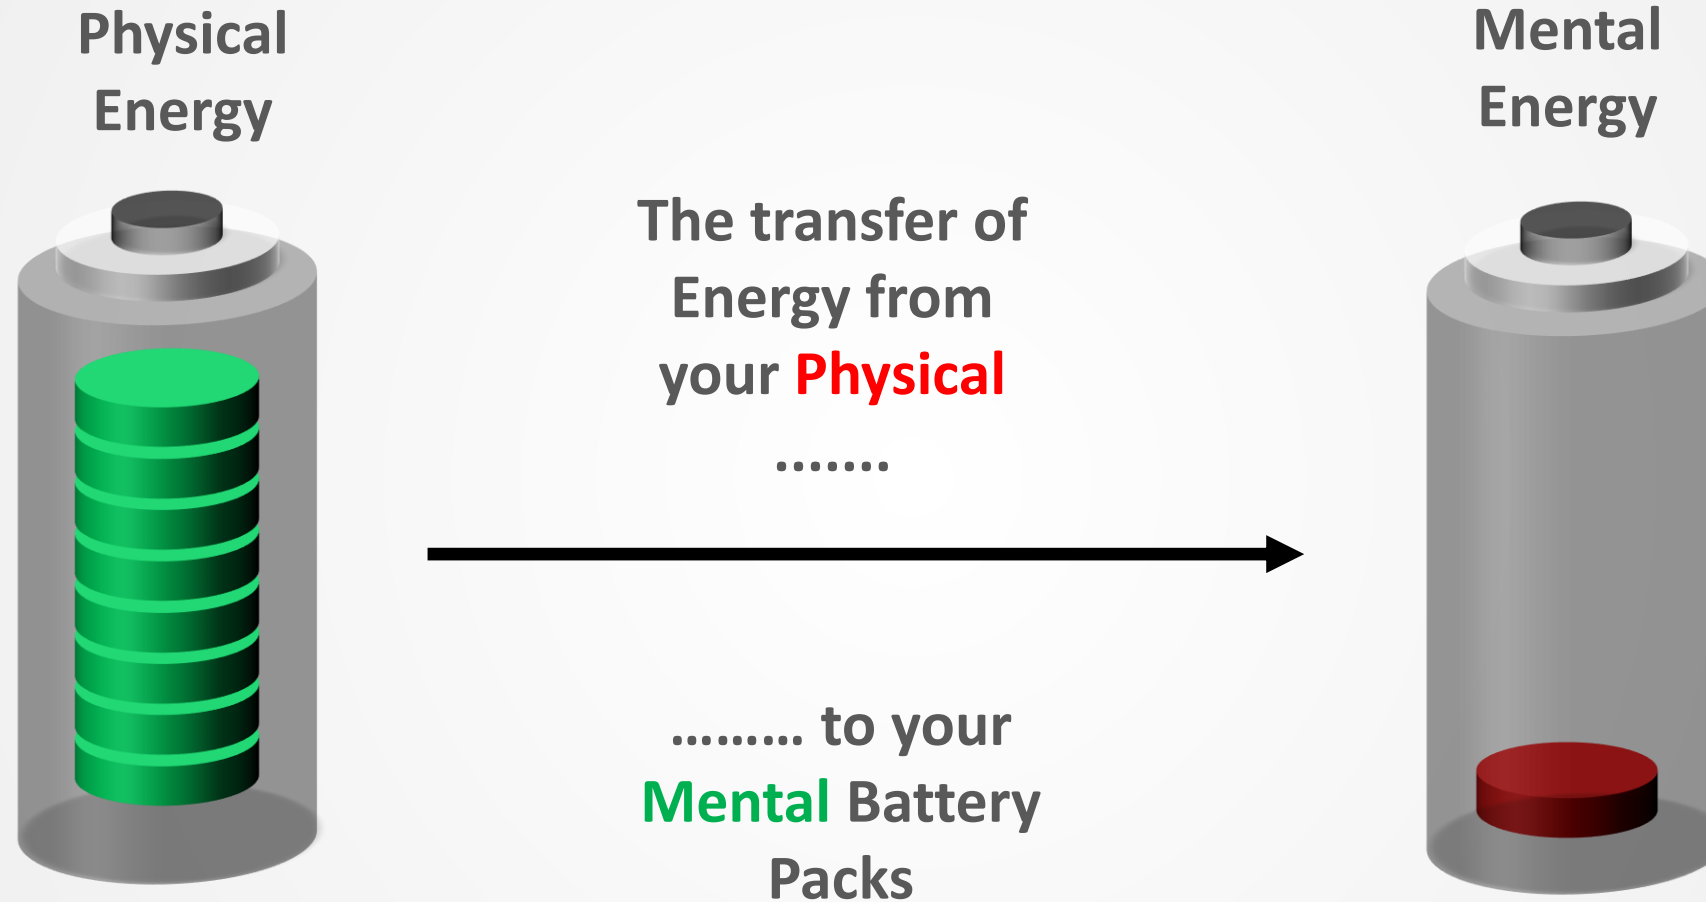 Physical
Energy
Mental
Energy
The transfer of
Energy from
your Physical
.......
……… to your
Mental Battery
Packs